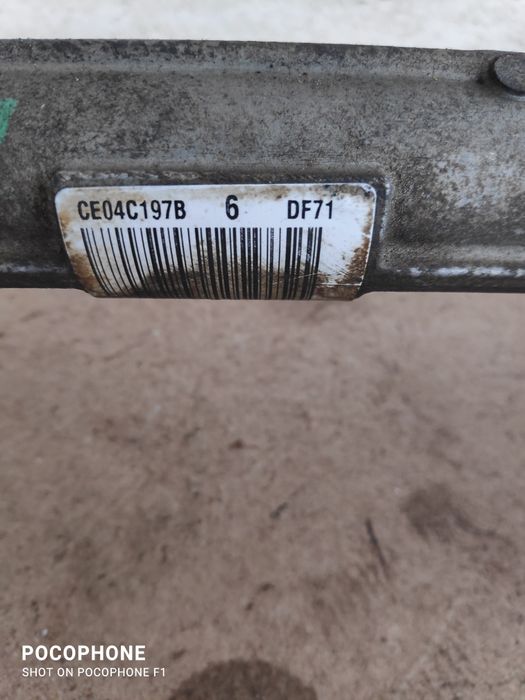 CE04C197B 6 DF71
POCOPHONE
SHOT ON POCOPHONE F1